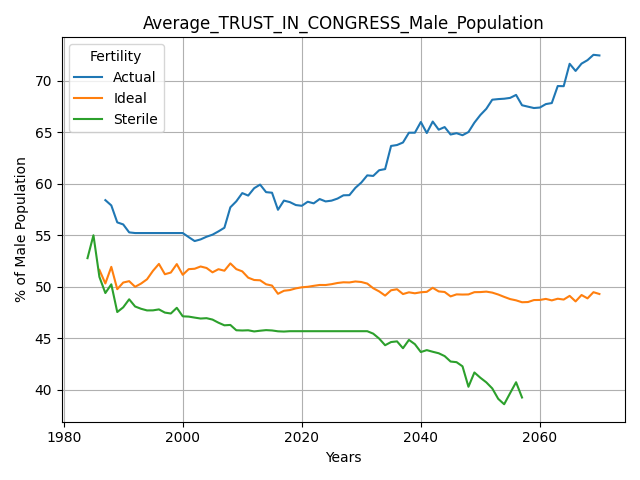 Average_TRUST_IN_CONGRESS_Male_Population
Fertility
Actual
Ideal
Sterile
% of Male Population
70
65
60
55
50
45
40
1980
2000
2020
2040
2060
Years